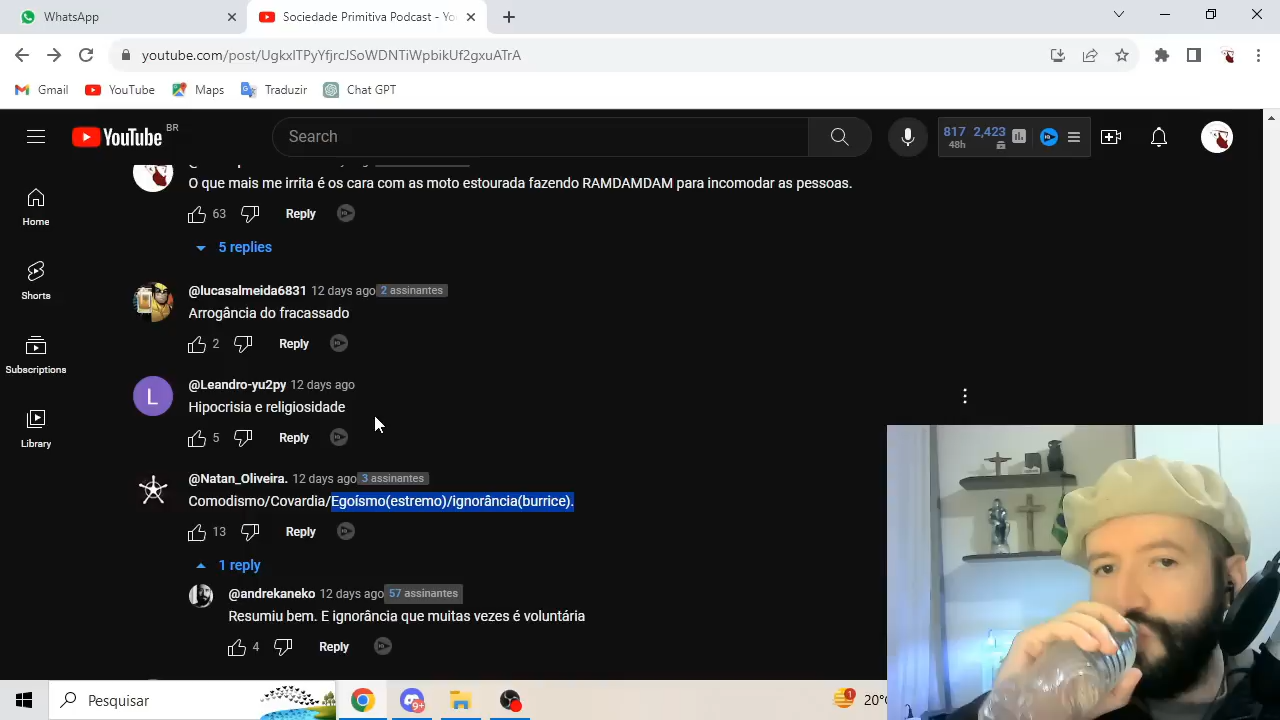 WhatsApp
Sociedade Primitiva Podcast - Yo
youtube.com/post/UgkxlTPyYfjrcJSoWDNTiWpbikUf2gxuATrA
Gmail
YouTube
Maps
Traduzir
Chat GPT
YouTube BR
Search
817 2,423
48h
O que mais me irrita é os cara com as moto estourada fazendo RAMDAMDAM para incomodar as pessoas.
63
Reply
5 replies
@lucasalmeida6831 12 days ago 2 assinantes
Arrogância do fracassado
2
Reply
L
@Leandro-yu2py 12 days ago
Hipocrisia e religiosidade
5
Reply
@Natan_Oliveira. 12 days ago 3 assinantes
Comodismo/Covardia/Egoísmo(estremo)/ignorância(burrice).
13
Reply
1 reply
@andrekaneko 12 days ago 57 assinantes
Resumiu bem. E ignorância que muitas vezes é voluntária
4
Reply
Home
Shorts
Subscriptions
Library
Pesquisar
9+
1
20°